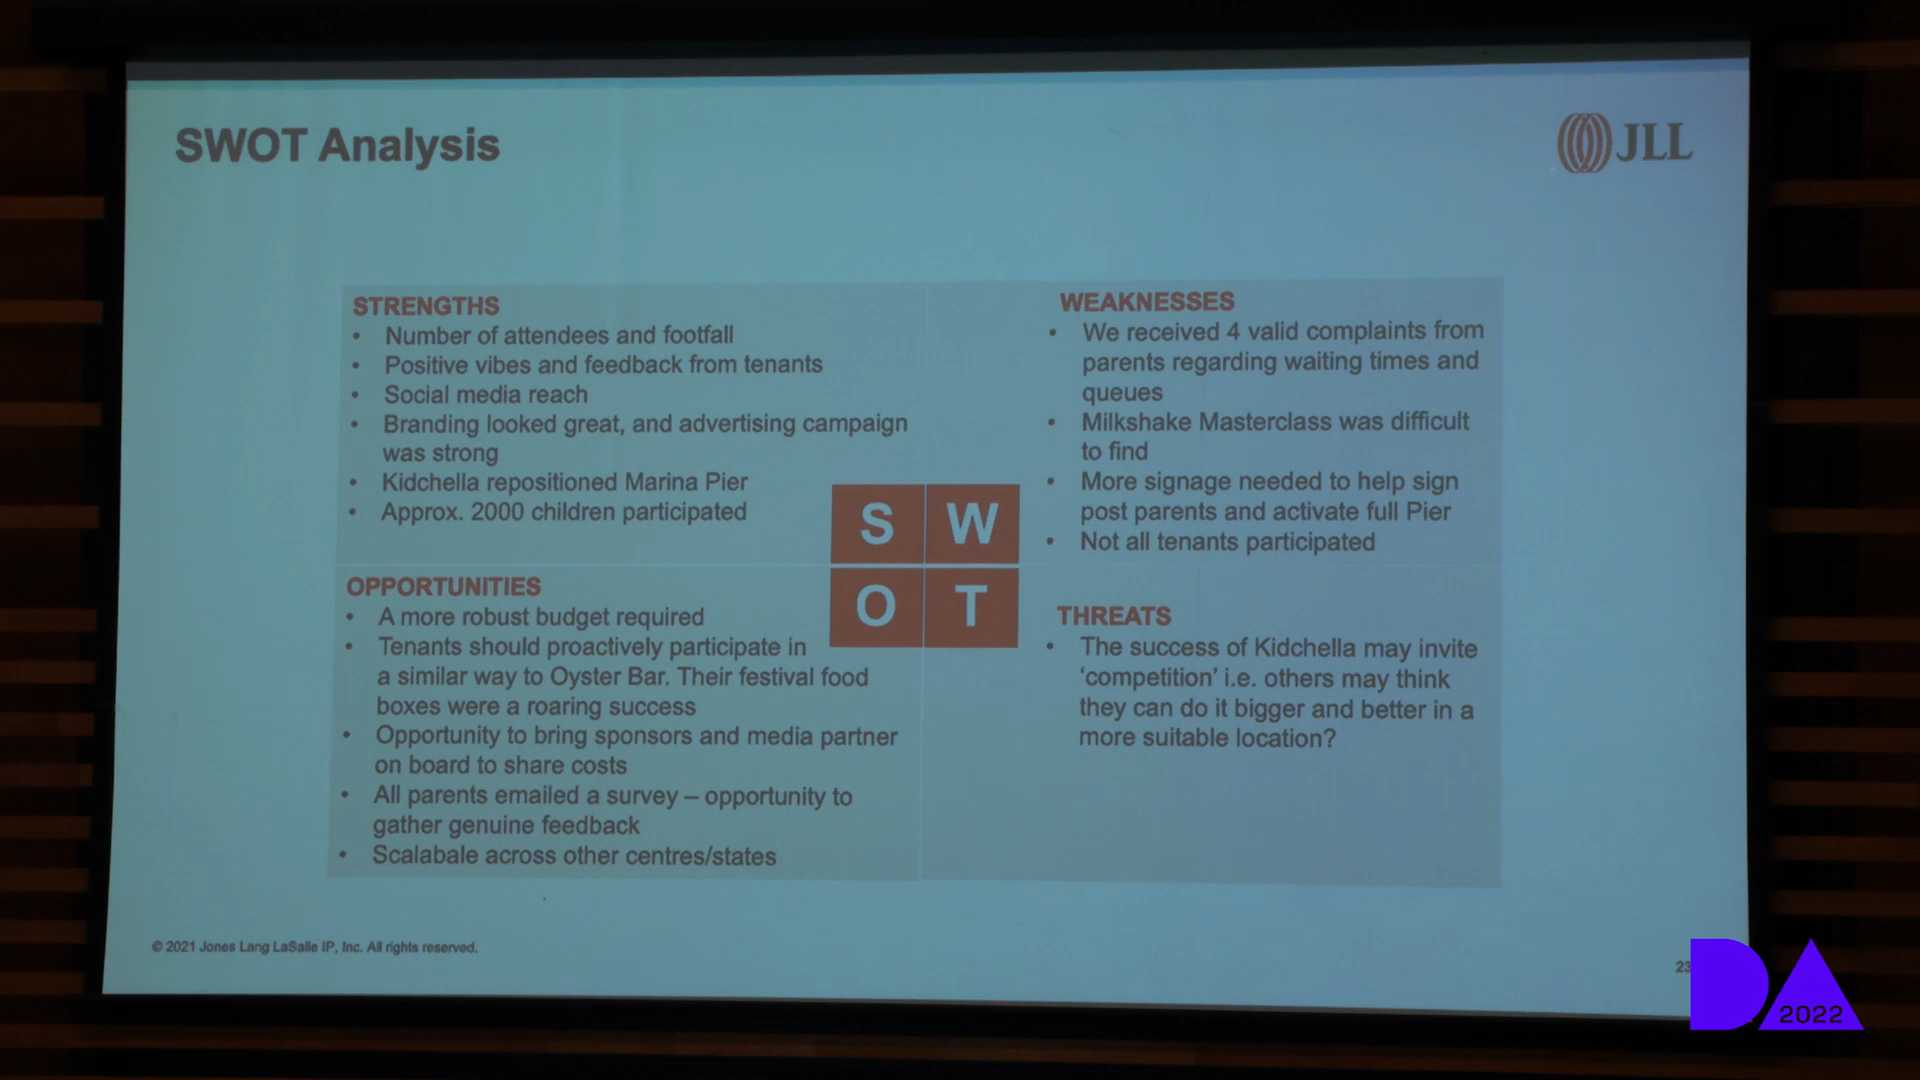 SWOT Analysis
JLL
STRENGTHS
• Number of attendees and footfall
• Positive vibes and feedback from tenants
• Social media reach
• Branding looked great, and advertising campaign
was strong
• Kidchella repositioned Marina Pier
• Approx. 2000 children participated
WEAKNESSES
• We received 4 valid complaints from
parents regarding waiting times and
queues
• Milkshake Masterclass was difficult
to find
• More signage needed to help sign
post parents and activate full Pier
• Not all tenants participated
S W
O T
OPPORTUNITIES
• A more robust budget required
• Tenants should proactively participate in
a similar way to Oyster Bar. Their festival food
boxes were a roaring success
• Opportunity to bring sponsors and media partner
on board to share costs
• All parents emailed a survey – opportunity to
gather genuine feedback
• Scalabale across other centres/states
THREATS
• The success of Kidchella may invite
‘competition’ i.e. others may think
they can do it bigger and better in a
more suitable location?
© 2021 Jones Lang LaSalle IP, Inc. All rights reserved.
23
DA
2022